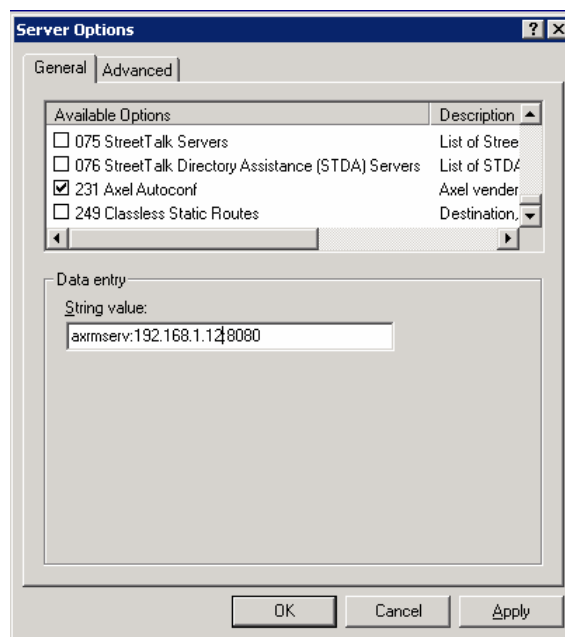 Server Options
General Advanced
Available Options Description
075 StreetTalk Servers List of Stree
076 StreetTalk Directory Assistance (STDA) Servers List of STDA
231 Axel Autoconf Axel vender
249 Classless Static Routes Destination,
Data entry
String value:
axrmserv:192.168.1.12:8080
OK Cancel Apply